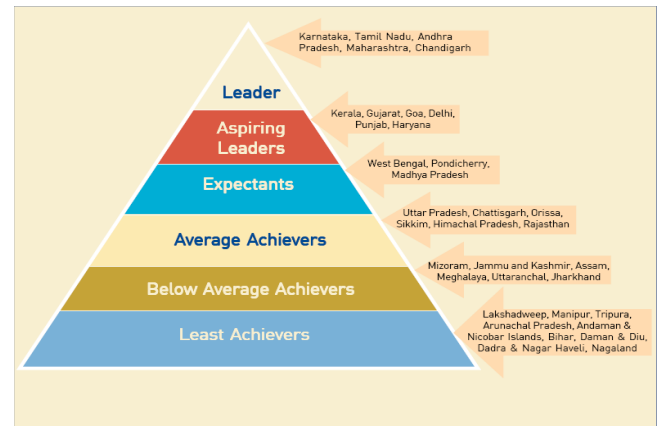 Karnataka, Tamil Nadu, Andhra
Pradesh, Maharashtra, Chandigarh
Leader
Kerala, Gujarat, Goa, Delhi,
Punjab, Haryana
Aspiring
Leaders
West Bengal, Pondicherry,
Madhya Pradesh
Expectants
Uttar Pradesh, Chattisgarh, Orissa,
Sikkim, Himachal Pradesh, Rajasthan
Average Achievers
Mizoram, Jammu and Kashmir, Assam,
Meghalaya, Uttaranchal, Jharkhand
Below Average Achievers
Lakshadweep, Manipur, Tripura,
Arunachal Pradesh, Andaman &
Nicobar Islands, Bihar, Daman & Diu,
Dadra & Nagar Haveli, Nagaland
Least Achievers